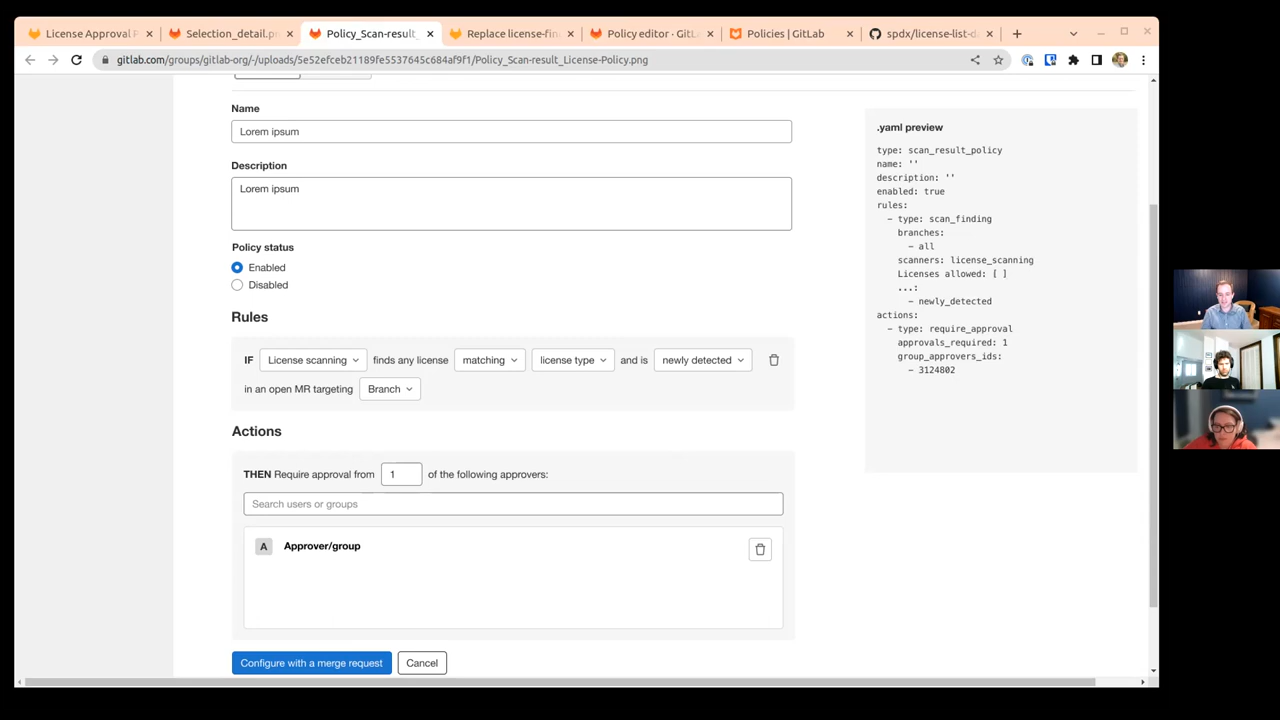 License Approval P
Selection_detail.pn
Policy_Scan-result_
Replace license-fin
Policy editor · GitLa
Policies | GitLab
spdx/license-list-d
gitlab.com/groups/gitlab-org/-/uploads/5e52efceb21189fe5537645c684af9f1/Policy_Scan-result_License-Policy.png
Name
Lorem ipsum
Description
Lorem ipsum
Policy status
Enabled
Disabled
Rules
IF License scanning finds any license matching license type and is newly detected
in an open MR targeting Branch
Actions
THEN Require approval from 1 of the following approvers:
Search users or groups
A Approver/group
Configure with a merge request Cancel
.yaml preview
type: scan_result_policy
name: ''
description: ''
enabled: true
rules:
- type: scan_finding
branches:
- all
scanners: license_scanning
Licenses allowed: [ ]
...:
- newly_detected
actions:
- type: require_approval
approvals_required: 1
group_approvers_ids:
- 3124802